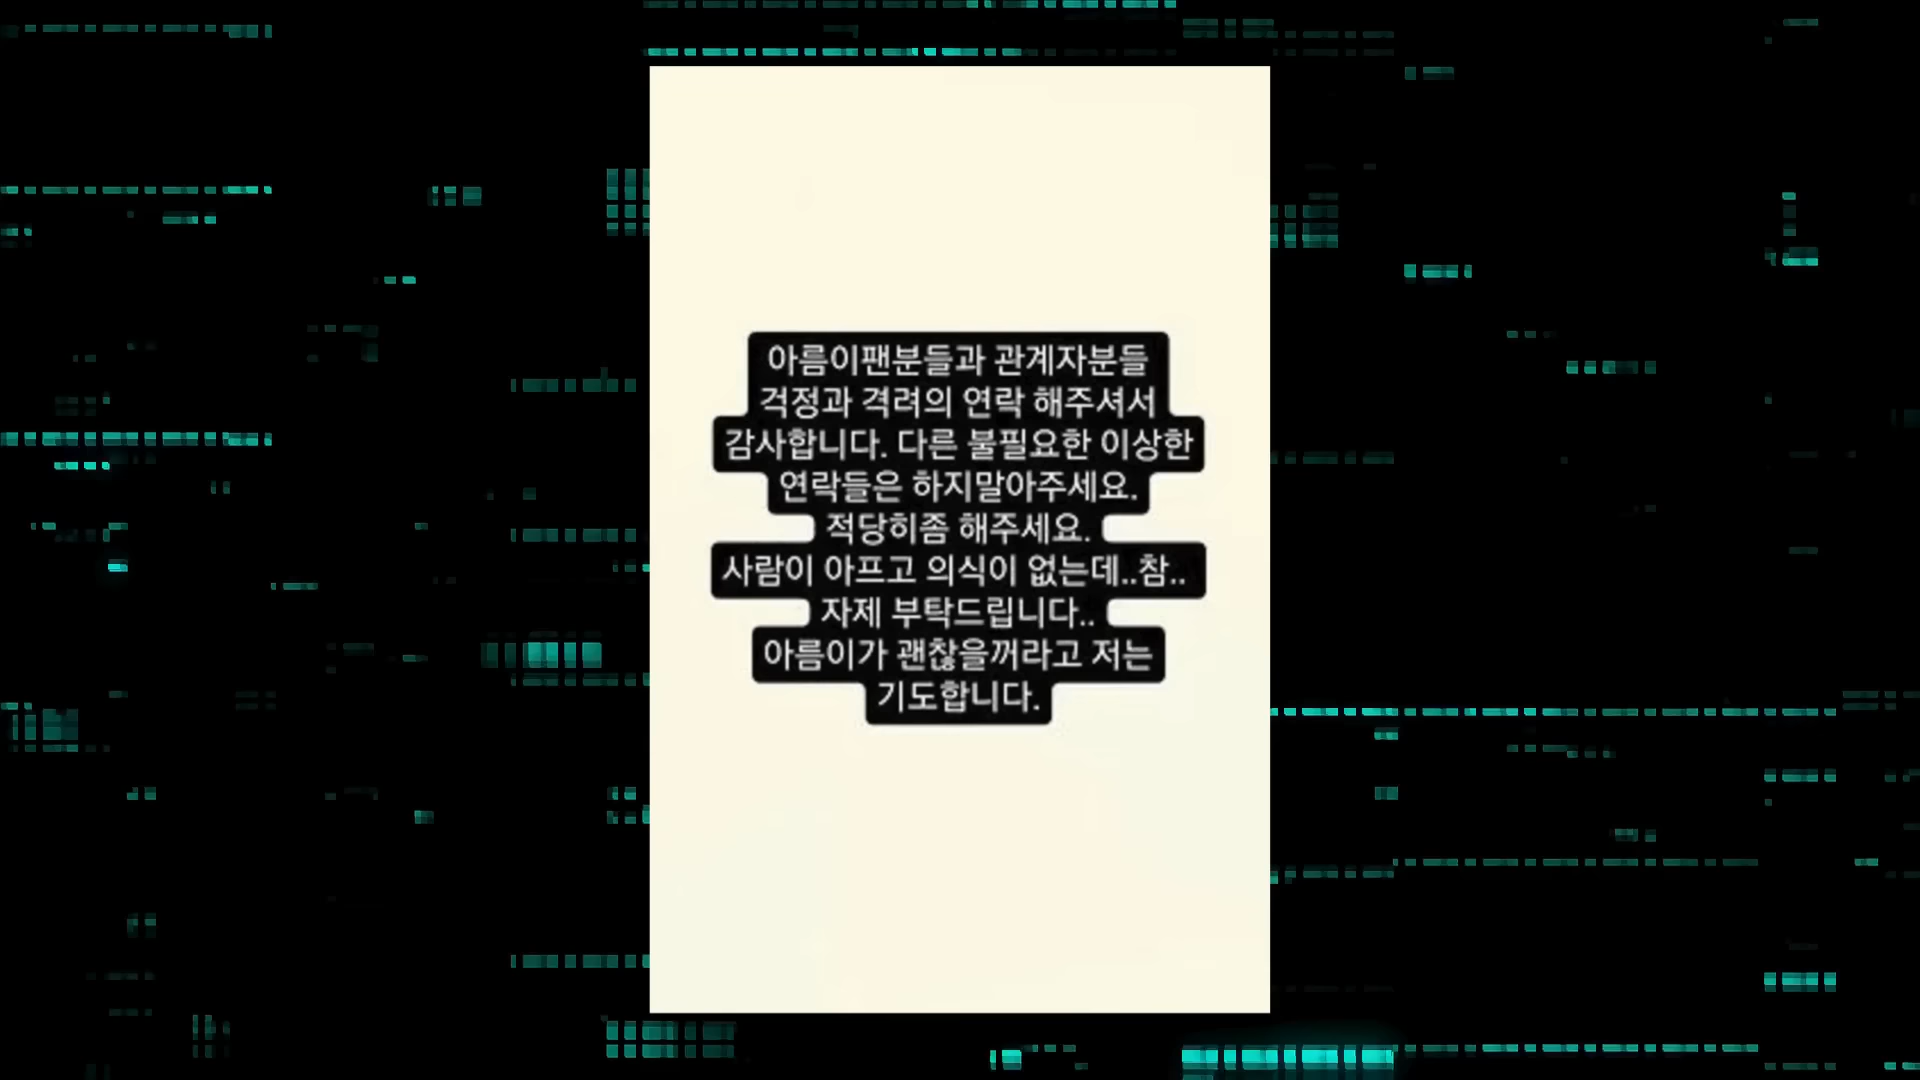 아름이팬분들과 관계자분들
걱정과 격려의 연락 해주셔서
감사합니다. 다른 불필요한 이상한
연락들은 하지말아주세요.
적당히좀 해주세요.
사람이 아프고 의식이 없는데..참..
자제 부탁드립니다..
아름이가 괜찮을꺼라고 저는
기도합니다.